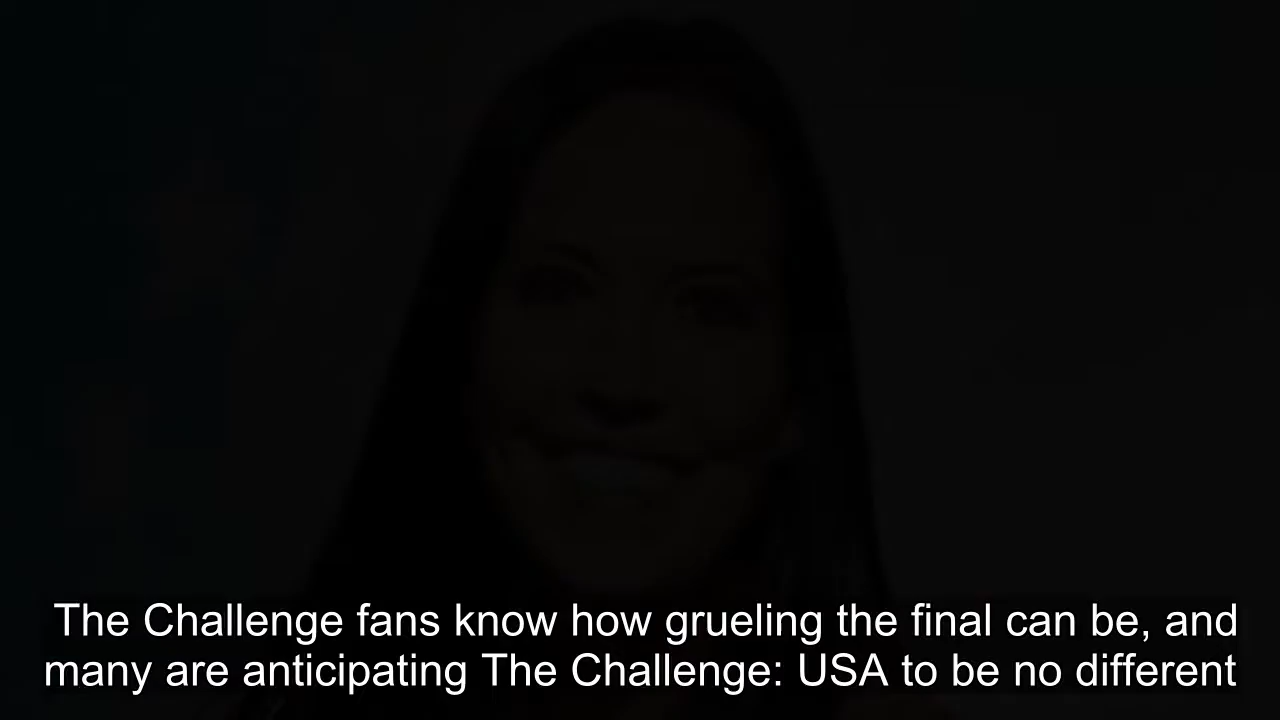 The Challenge fans know how grueling the final can be, and
many are anticipating The Challenge: USA to be no different